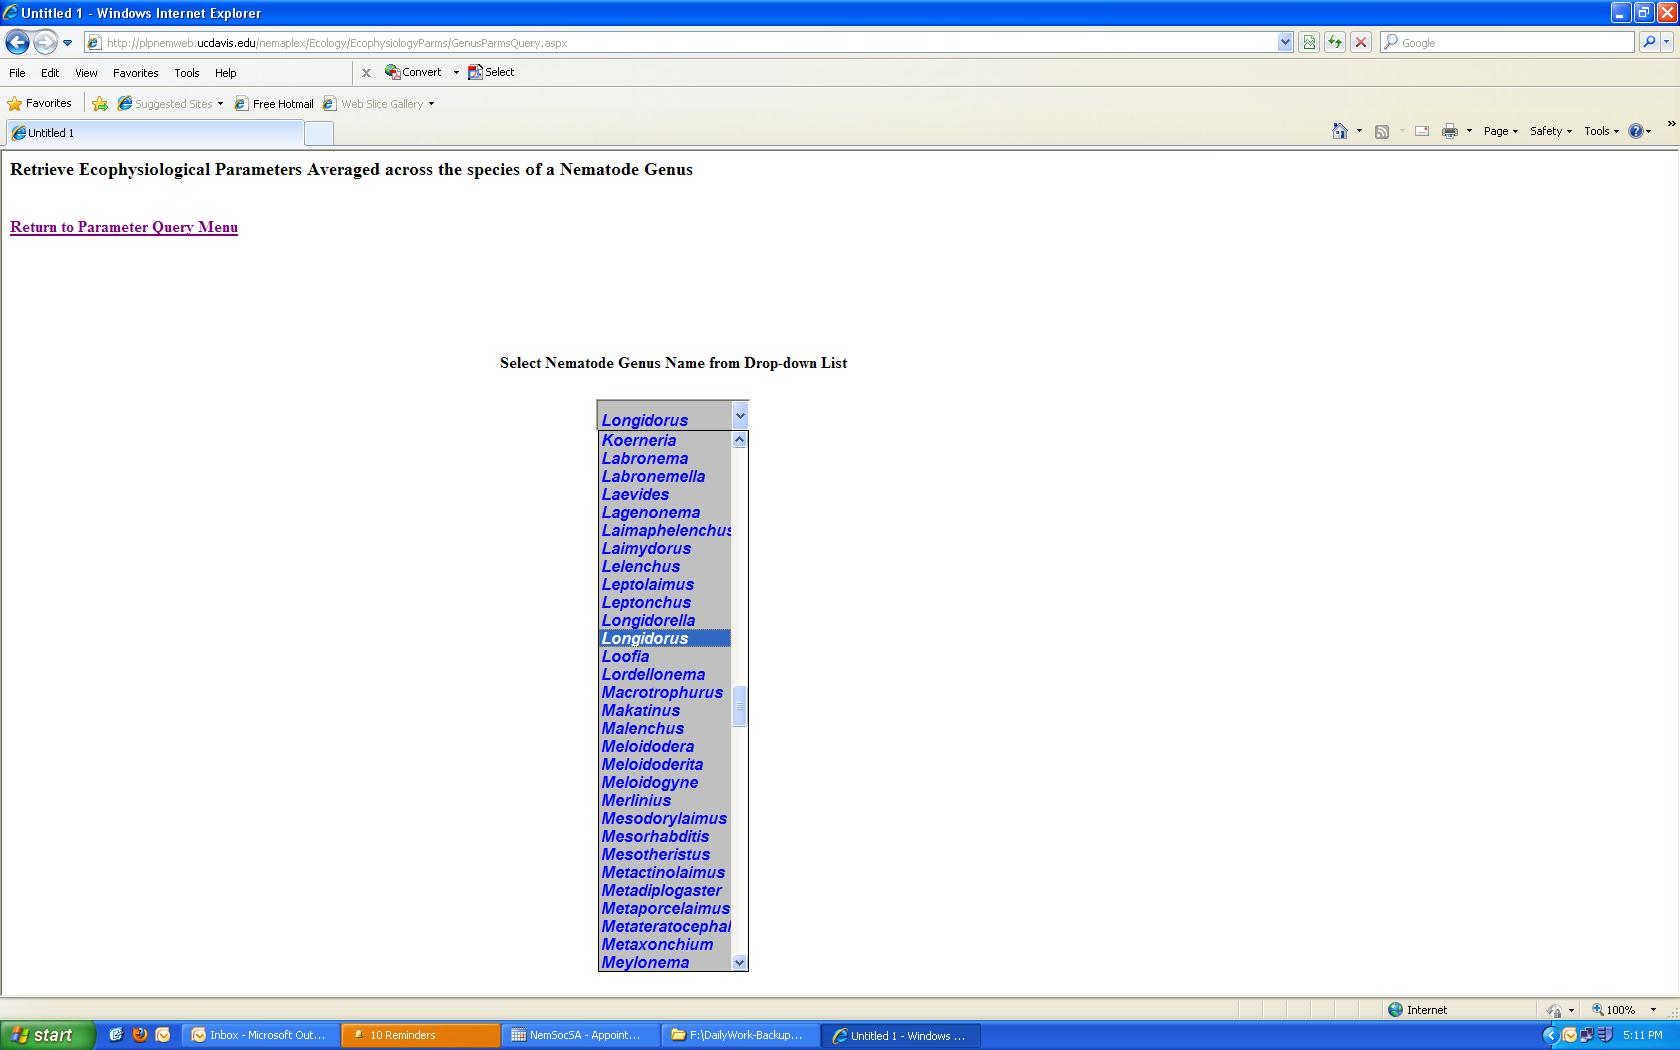 Untitled 1 - Windows Internet Explorer
http://plpnemweb.ucdavis.edu/nemaplex/Ecology/EcophysiologyParms/GenusParmsQuery.aspx
Google
File Edit View Favorites Tools Help
x Convert Select
Favorites Suggested Sites Free Hotmail Web Slice Gallery
Untitled 1
Page Safety Tools
Retrieve Ecophysiological Parameters Averaged across the species of a Nematode Genus
Return to Parameter Query Menu
Select Nematode Genus Name from Drop-down List
Longidorus
Koerneria
Labronema
Labronemella
Laevides
Lagenonema
Laimaphelenchus
Laimydorus
Lelenchus
Leptolaimus
Leptonchus
Longidorella
Longidorus
Loofia
Lordellonema
Macrotrophurus
Makatinus
Malenchus
Meloidodera
Meloidoderita
Meloidogyne
Merlinius
Mesodorylaimus
Mesorhabditis
Mesotheristus
Metactinolaimus
Metadiplogaster
Metaporcelaimus
Metateratocephal
Metaxonchium
Meylonema
Internet
100%
start
Inbox - Microsoft Out...
10 Reminders
NemSocSA - Appoint...
F:\DailyWork-Backup...
Untitled 1 - Windows ...
5:11 PM